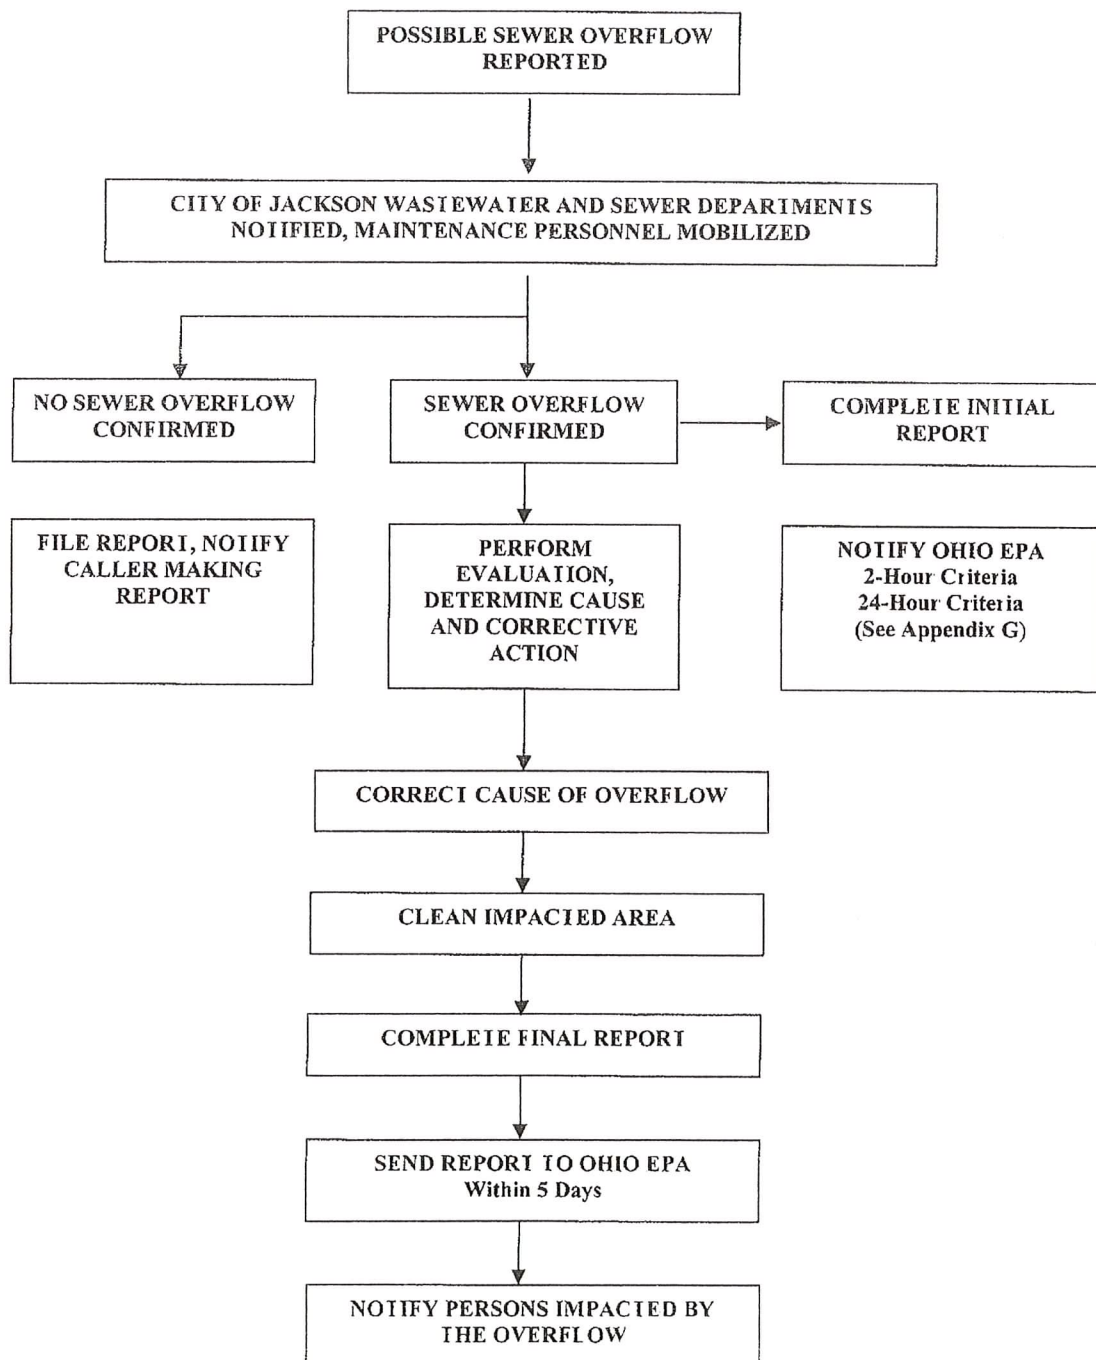 POSSIBLE SEWER OVERFLOW
REPORTED
CITY OF JACKSON WASTEWATER AND SEWER DEPARTMENTS
NOTIFIED, MAINTENANCE PERSONNEL MOBILIZED
NO SEWER OVERFLOW
CONFIRMED
SEWER OVERFLOW
CONFIRMED
COMPLETE INITIAL
REPORT
FILE REPORT, NOTIFY
CALLER MAKING
REPORT
PERFORM
EVALUATION,
DETERMINE CAUSE
AND CORRECTIVE
ACTION
NOTIFY OHIO EPA
2-Hour Criteria
24-Hour Criteria
(See Appendix G)
CORRECT CAUSE OF OVERFLOW
CLEAN IMPACTED AREA
COMPLETE FINAL REPORT
SEND REPORT TO OHIO EPA
Within 5 Days
NOTIFY PERSONS IMPACTED BY
THE OVERFLOW